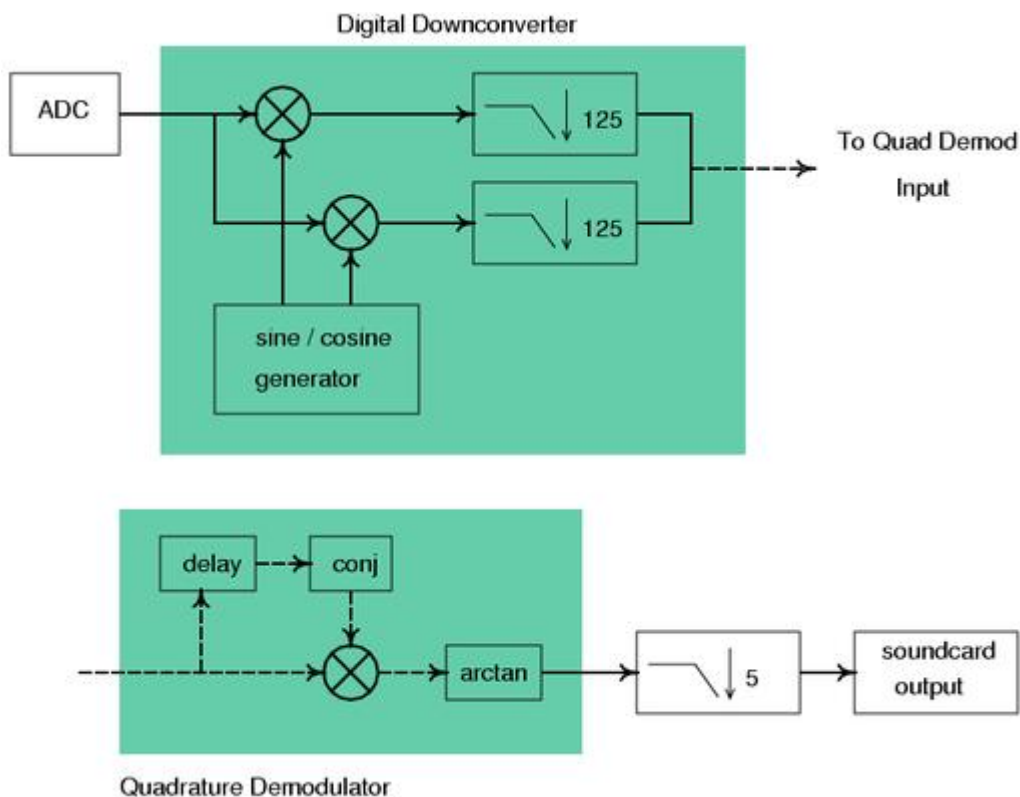 Digital Downconverter
ADC
125
To Quad Demod
Input
125
sine / cosine
generator
delay
conj
arctan
5
soundcard
output
Quadrature Demodulator